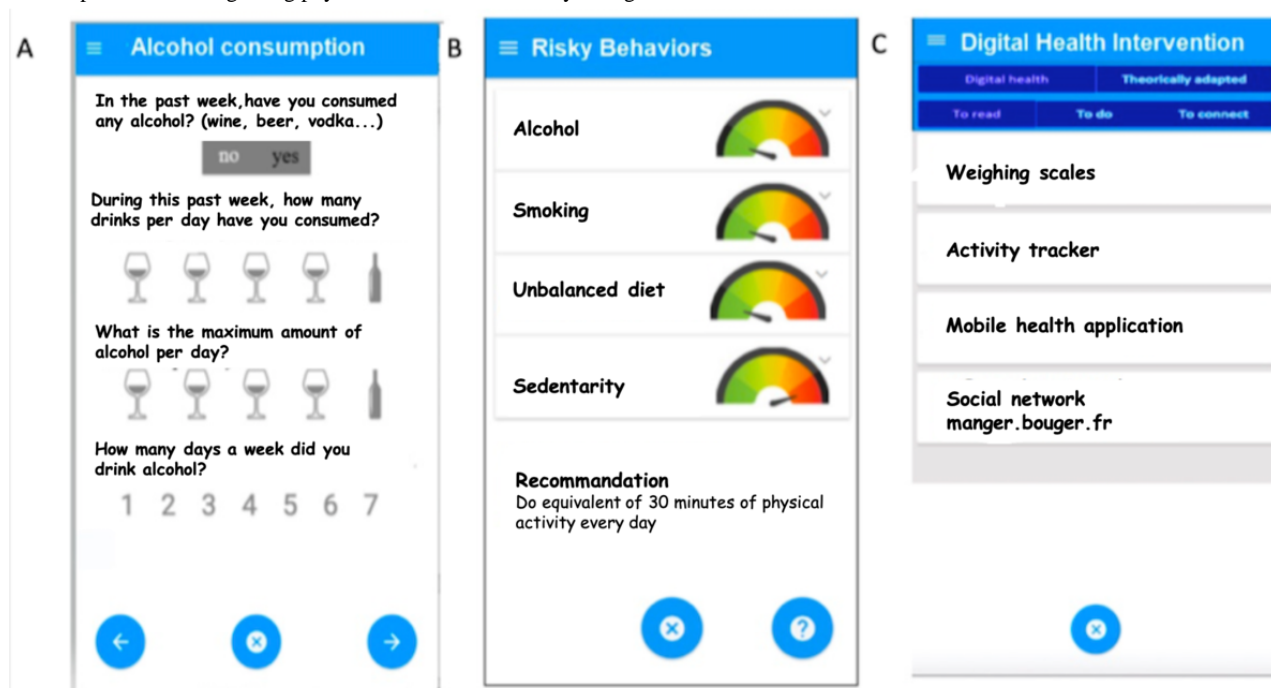 A
Alcohol consumption
In the past week,have you consumed
any alcohol? (wine, beer, vodka...)
no yes
During this past week, how many
drinks per day have you consumed?
What is the maximum amount of
alcohol per day?
How many days a week did you
drink alcohol?
1 2 3 4 5 6 7
B
Risky Behaviors
Alcohol
Smoking
Unbalanced diet
Sedentarity
Recommandation
Do equivalent of 30 minutes of physical
activity every day
?
C
Digital Health Intervention
Digital health Theorically adapted
To read To do To connect
Weighing scales
Activity tracker
Mobile health application
Social network
manger.bouger.fr